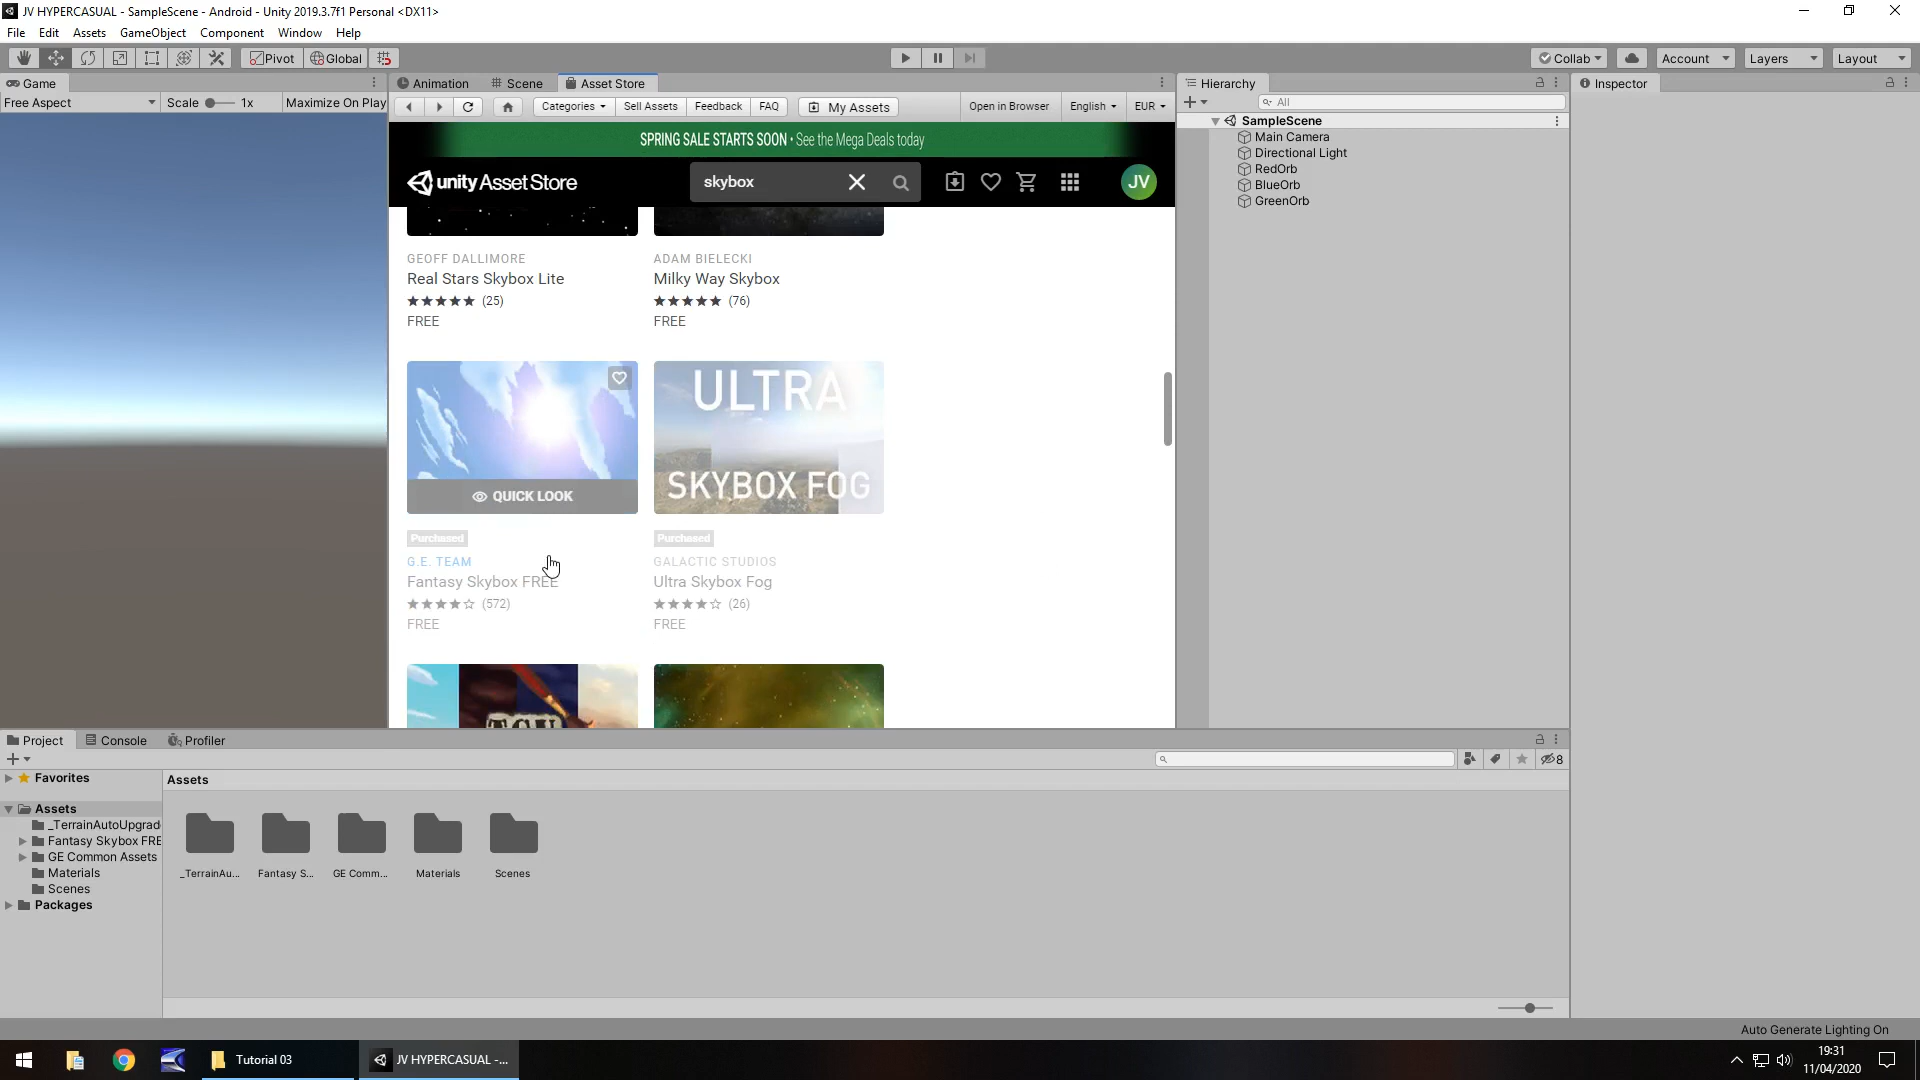 JV HYPERCASUAL - SampleScene - Android - Unity 2019.3.7f1 Personal <DX11>
File Edit Assets GameObject Component Window Help
Pivot Global Collab Account Layers Layout
Game Animation Scene Asset Store Hierarchy Inspector
Free Aspect Scale 1x Maximize On Play Categories Sell Assets Feedback FAQ My Assets Open in Browser English EUR All
SampleScene
Main Camera
Directional Light
RedOrb
BlueOrb
GreenOrb
SPRING SALE STARTS SOON • See the Mega Deals today
unity Asset Store skybox JV
GEOFF DALLIMORE
Real Stars Skybox Lite
(25)
FREE
ADAM BIELECKI
Milky Way Skybox
(76)
FREE
QUICK LOOK
Purchased
G.E. TEAM
Fantasy Skybox FREE
(572)
FREE
ULTRA
SKYBOX FOG
Purchased
GALACTIC STUDIOS
Ultra Skybox Fog
(26)
FREE
Project Console Profiler
8
Favorites
Assets
_TerrainAutoUpgrad
Fantasy Skybox FRE
GE Common Assets
Materials
Scenes
Packages
Assets
_TerrainAu... Fantasy S... GE Comm... Materials Scenes
Auto Generate Lighting On
Tutorial 03 JV HYPERCASUAL -...
19:31
11/04/2020